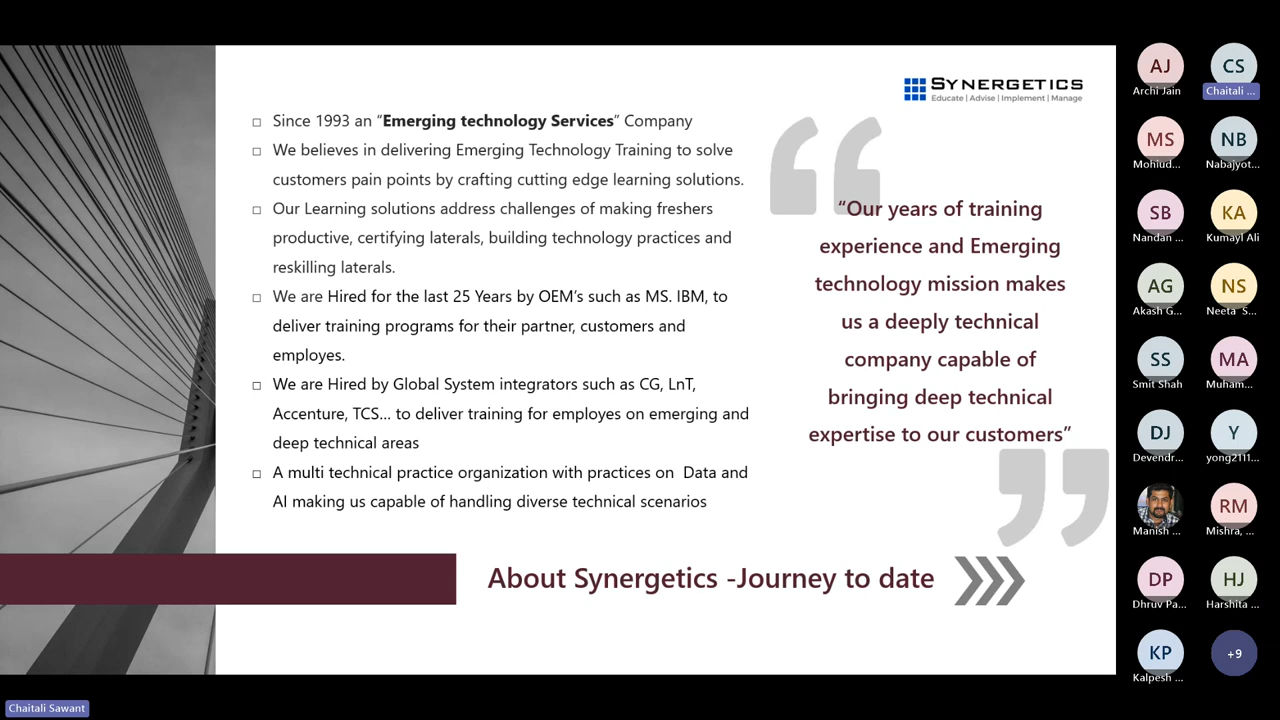 SYNERGETICS
Educate | Advise | Implement | Manage
□ Since 1993 an “Emerging technology Services” Company
□ We believes in delivering Emerging Technology Training to solve
customers pain points by crafting cutting edge learning solutions.
□ Our Learning solutions address challenges of making freshers
productive, certifying laterals, building technology practices and
reskilling laterals.
□ We are Hired for the last 25 Years by OEM’s such as MS. IBM, to
deliver training programs for their partner, customers and
employes.
□ We are Hired by Global System integrators such as CG, LnT,
Accenture, TCS... to deliver training for employes on emerging and
deep technical areas
□ A multi technical practice organization with practices on Data and
AI making us capable of handling diverse technical scenarios
“Our years of training
experience and Emerging
technology mission makes
us a deeply technical
company capable of
bringing deep technical
expertise to our customers”
About Synergetics -Journey to date
AJ
Archi Jain
CS
Chaitali ...
MS
Mohiud...
NB
Nabajyot...
SB
Nandan ...
KA
Kumayl Ali
AG
Akash G...
NS
Neeta S...
SS
Smit Shah
MA
Muham...
DJ
Devendr...
Y
yong2111...
Manish ...
RM
Mishra, ...
DP
Dhruv Pa...
HJ
Harshita ...
KP
Kalpesh ...
+9
Chaitali Sawant